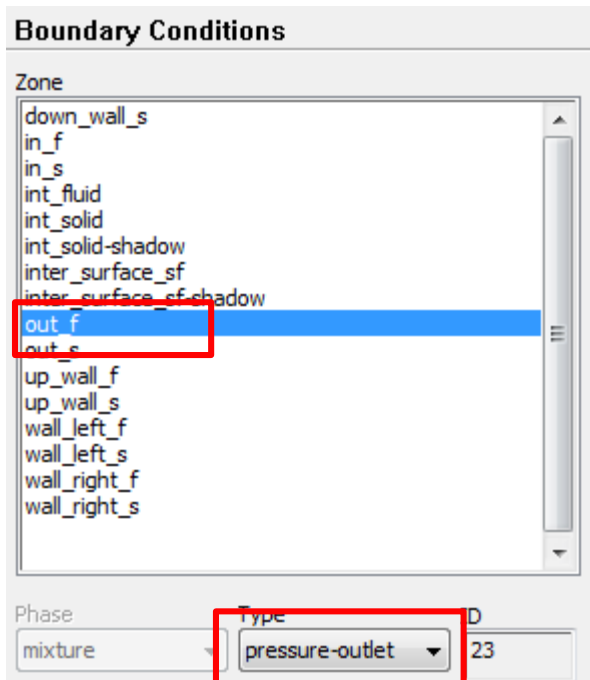 Boundary Conditions
Zone
down_wall_s
in_f
in_s
int_fluid
int_solid
int_solid-shadow
inter_surface_sf
inter_surface_sf-shadow
out_f
out_s
up_wall_f
up_wall_s
wall_left_f
wall_left_s
wall_right_f
wall_right_s
Phase Type ID
mixture pressure-outlet 23